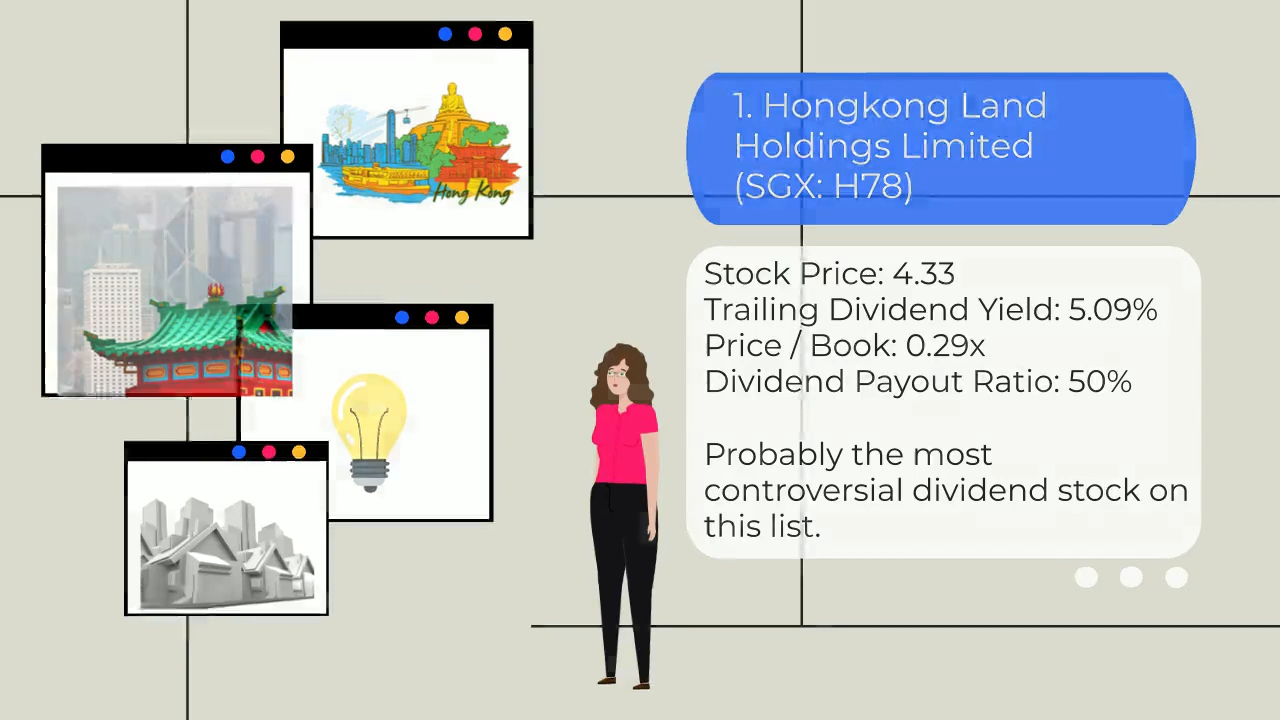 Hong Kong
1. Hongkong Land
Holdings Limited
(SGX: H78)
Stock Price: 4.33
Trailing Dividend Yield: 5.09%
Price / Book: 0.29x
Dividend Payout Ratio: 50%
Probably the most
controversial dividend stock on
this list.